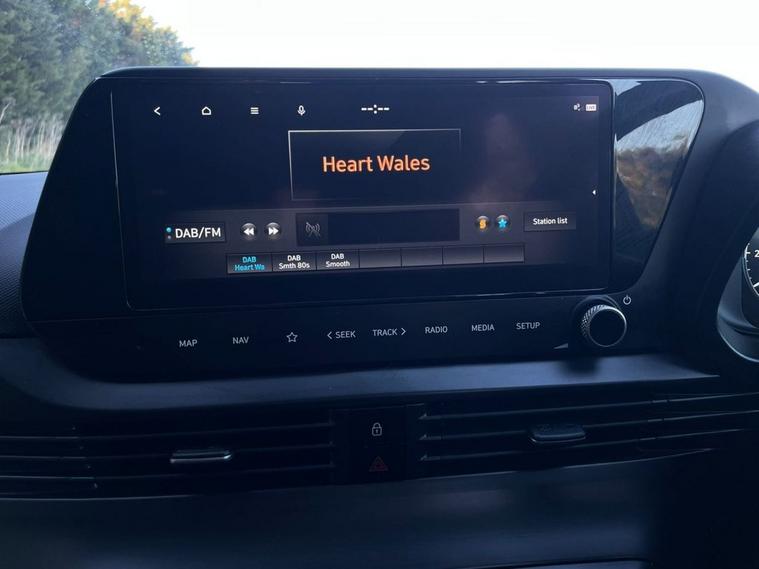 --:--
LIVE
Heart Wales
DAB/FM
Station list
DAB
Heart Wa
DAB
Smth 80s
DAB
Smooth
MAP
NAV
< SEEK
TRACK >
RADIO
MEDIA
SETUP